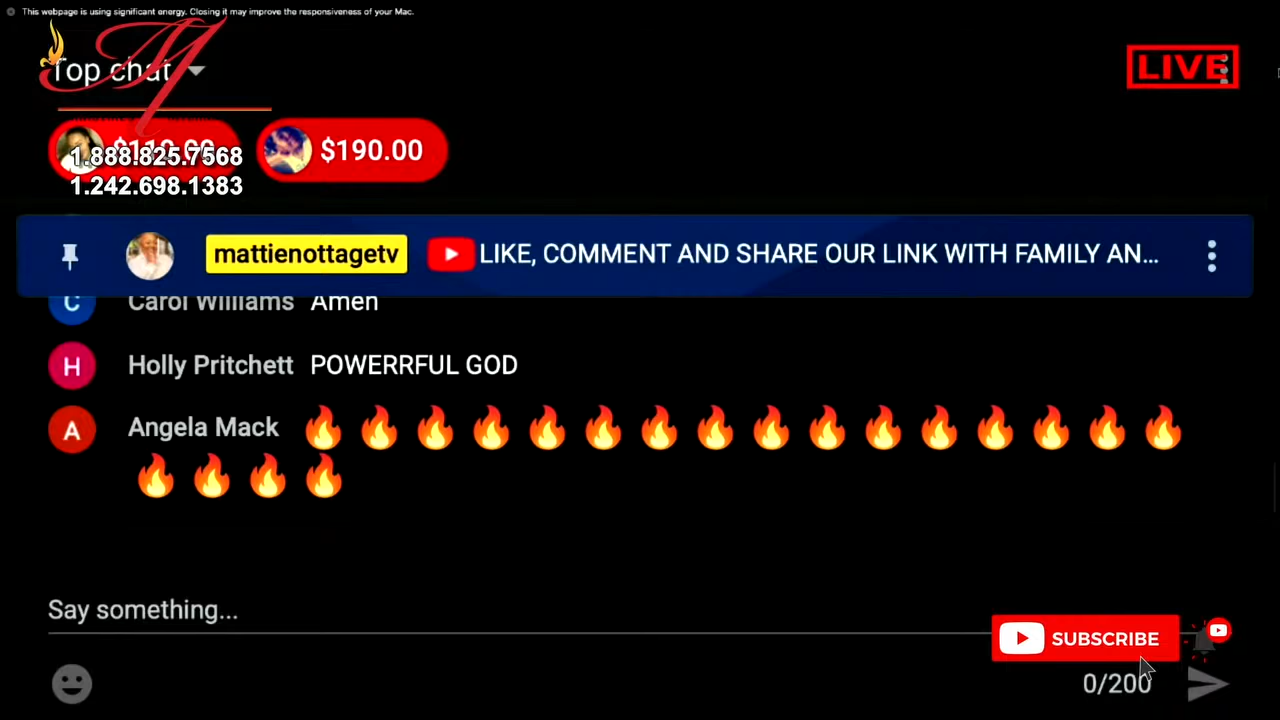 This webpage is using significant energy. Closing it may improve the responsiveness of your Mac.
Top chat
LIVE
1.888.825.7568
1.242.698.1383
$190.00
mattienottagetv LIKE, COMMENT AND SHARE OUR LINK WITH FAMILY AN...
Carol Williams Amen
H Holly Pritchett POWERRFUL GOD
A Angela Mack 🔥🔥🔥🔥🔥🔥🔥🔥🔥🔥🔥🔥🔥🔥🔥🔥
🔥🔥🔥🔥
Say something...
SUBSCRIBE
0/200